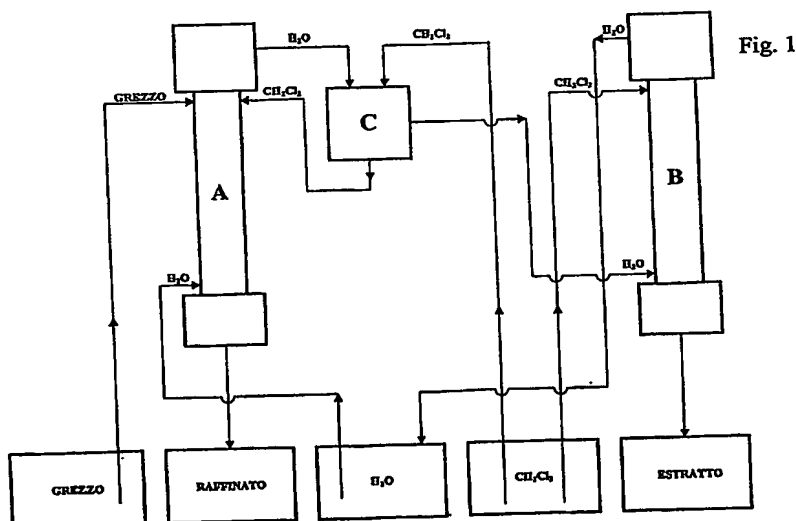 Fig. 1
H₂O
CH₂Cl₂
H₂O
GREZZO
CH₂Cl₂
CH₂Cl₂
C
A
B
H₂O
H₂O
GREZZO
RAFFINATO
H₂O
CH₂Cl₂
ESTRATTO